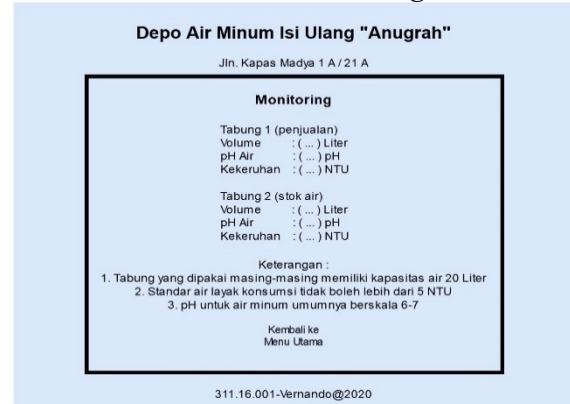 Depo Air Minum Isi Ulang "Anugrah"
Jln. Kapas Madya 1 A / 21 A
Monitoring
Tabung 1 (penjualan)
Volume : ( ... ) Liter
pH Air : ( ... ) pH
Kekeruhan : ( ... ) NTU
Tabung 2 (stok air)
Volume : ( ... ) Liter
pH Air : ( ... ) pH
Kekeruhan : ( ... ) NTU
Keterangan :
1. Tabung yang dipakai masing-masing memiliki kapasitas air 20 Liter
2. Standar air layak konsumsi tidak boleh lebih dari 5 NTU
3. pH untuk air minum umumnya berskala 6-7
Kembali ke
Menu Utama
311.16.001-Vernando@2020